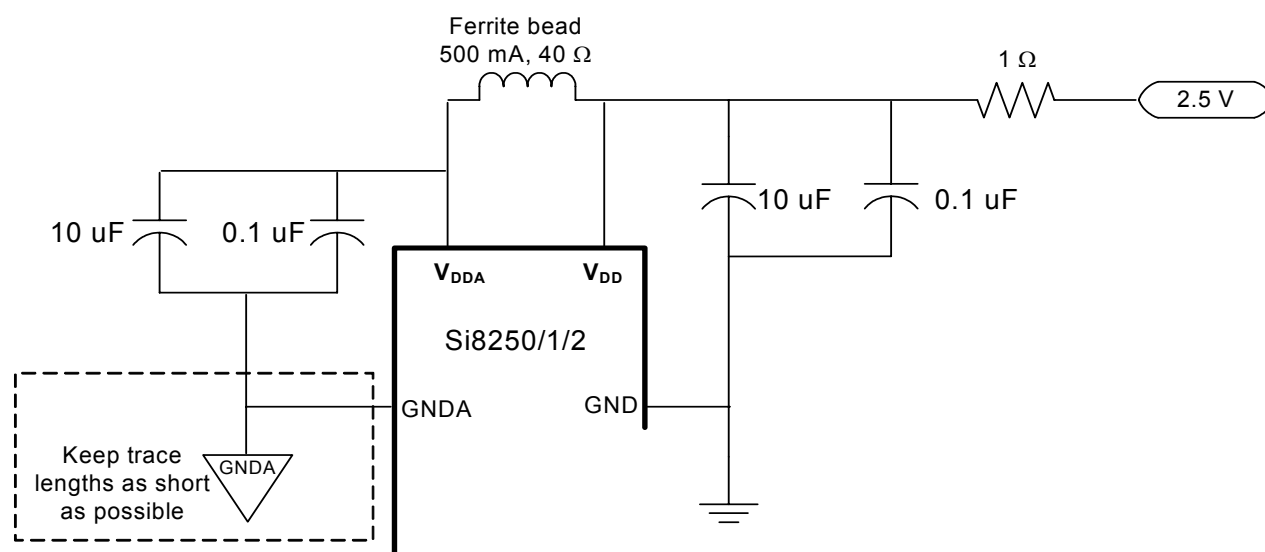 Ferrite bead
500 mA, 40 Ω
1 Ω
2.5 V
10 uF
0.1 uF
10 uF
0.1 uF
VDDA
VDD
Si8250/1/2
GNDA
GND
Keep trace
lengths as short
as possible
GNDA